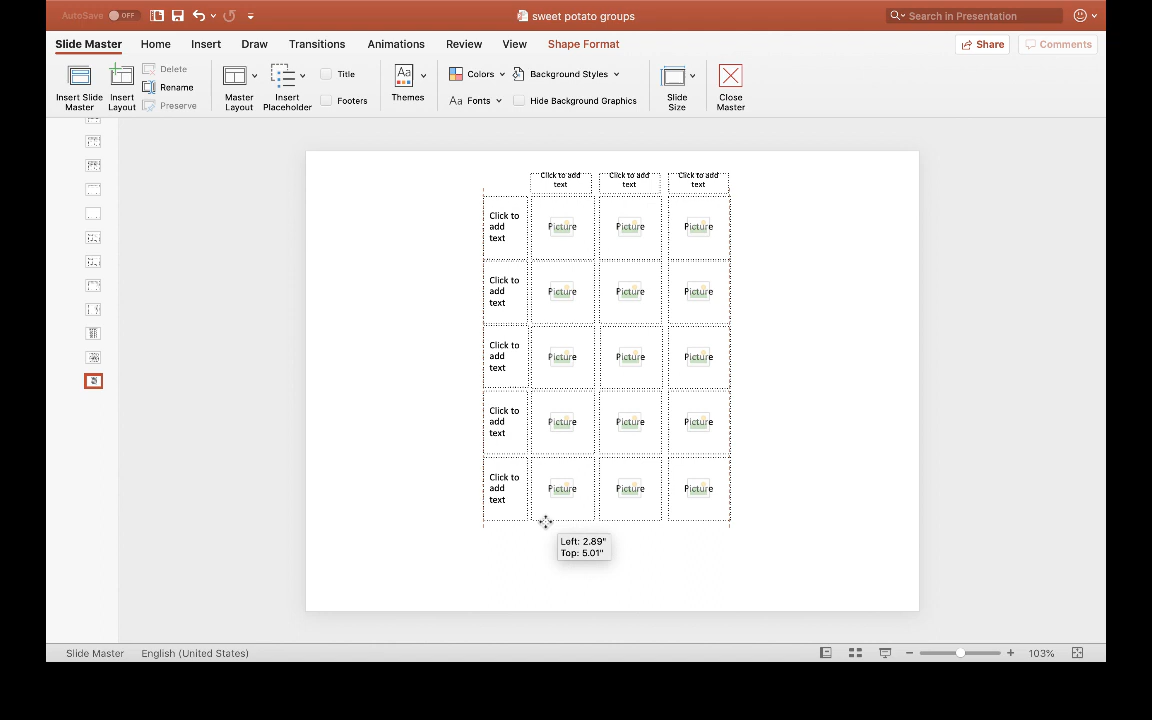 AutoSave OFF
sweet potato groups
Search in Presentation
Slide Master Home Insert Draw Transitions Animations Review View Shape Format
Share Comments
Insert Slide Master
Insert Layout
Delete
Rename
Preserve
Master Layout
Insert Placeholder
Title
Footers
Themes
Colors
Background Styles
Aa Fonts
Hide Background Graphics
Slide Size
Close Master
Click to add
text
Click to add
text
Click to add
text
Click to
add
text
Picture Picture Picture
Click to
add
text
Picture Picture Picture
Click to
add
text
Picture Picture Picture
Click to
add
text
Picture Picture Picture
Click to
add
text
Picture Picture Picture
Left: 2.89"
Top: 5.01"
Slide Master English (United States)
103%